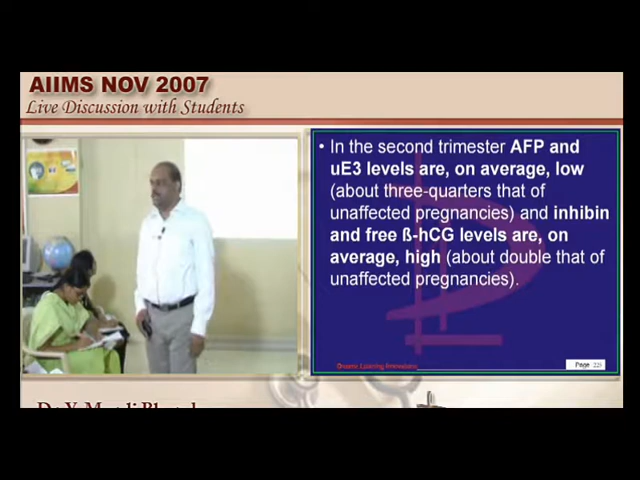 AIIMS NOV 2007
Live Discussion with Students
• In the second trimester AFP and
uE3 levels are, on average, low
(about three-quarters that of
unaffected pregnancies) and inhibin
and free ß-hCG levels are, on
average, high (about double that of
unaffected pregnancies).
Page